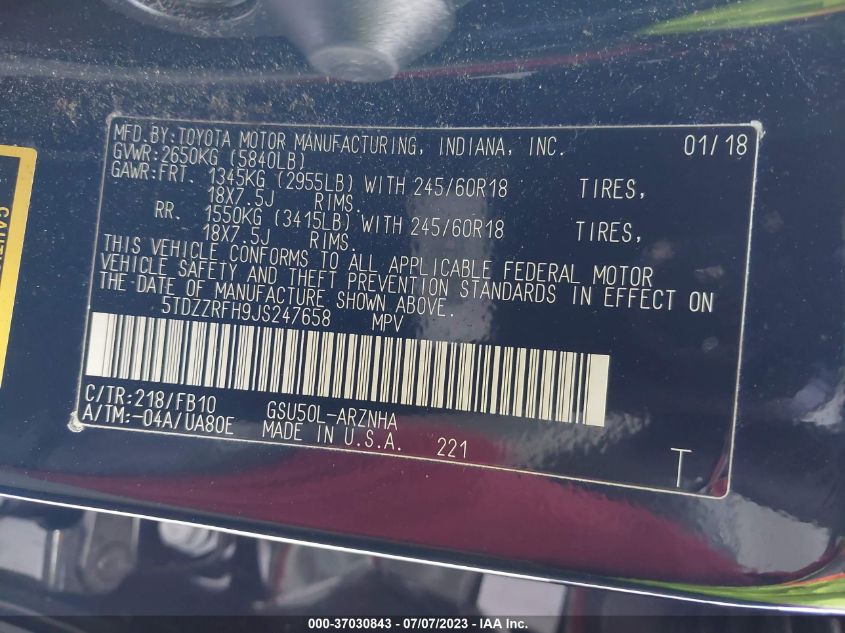 MFD.BY:TOYOTA MOTOR MANUFACTURING, INDIANA, INC. 01/18
GVWR:2650KG (5840LB)
GAWR:FRT. 1345KG (2955LB) WITH 245/60R18 TIRES,
18X7.5J RIMS.
RR. 1550KG (3415LB) WITH 245/60R18 TIRES,
18X7.5J RIMS.
THIS VEHICLE CONFORMS TO ALL APPLICABLE FEDERAL MOTOR
VEHICLE SAFETY AND THEFT PREVENTION STANDARDS IN EFFECT ON
THE DATE OF MANUFACTURE SHOWN ABOVE.
5TDZZRFH9JS247658 MPV
C/TR:218/FB10 GSU50L-ARZNHA
A/TM:-04A/UA80E MADE IN U.S.A. 221 T
000-37030843 - 07/07/2023 - IAA Inc.